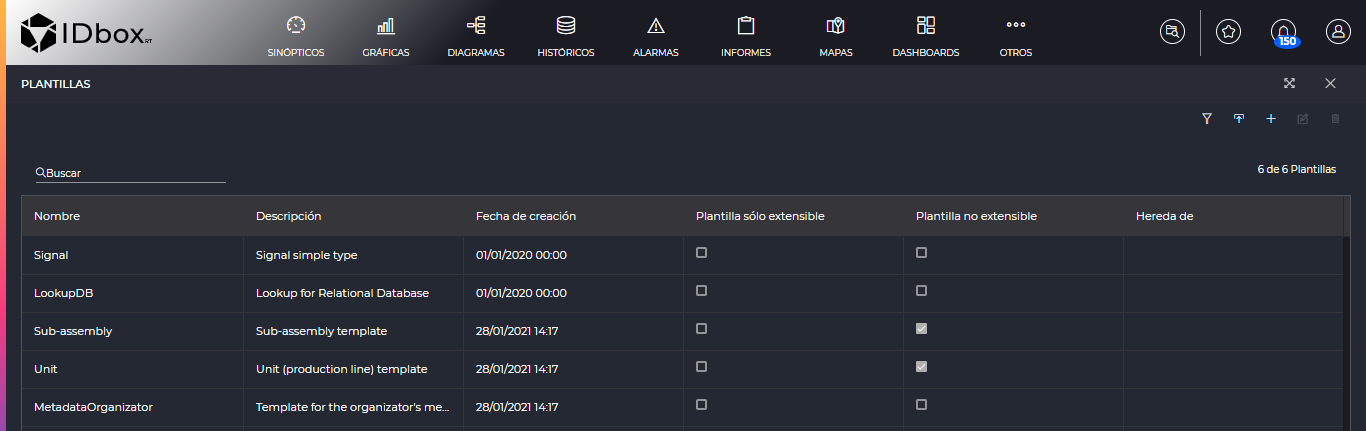 IDbox RT
SINÓPTICOS GRÁFICAS DIAGRAMAS HISTÓRICOS ALARMAS INFORMES MAPAS DASHBOARDS OTROS
150
PLANTILLAS
Buscar
6 de 6 Plantillas
Nombre Descripción Fecha de creación Plantilla sólo extensible Plantilla no extensible Hereda de
Signal Signal simple type 01/01/2020 00:00
LookupDB Lookup for Relational Database 01/01/2020 00:00
Sub-assembly Sub-assembly template 28/01/2021 14:17
Unit Unit (production line) template 28/01/2021 14:17
MetadataOrganizator Template for the organizator's me... 28/01/2021 14:17